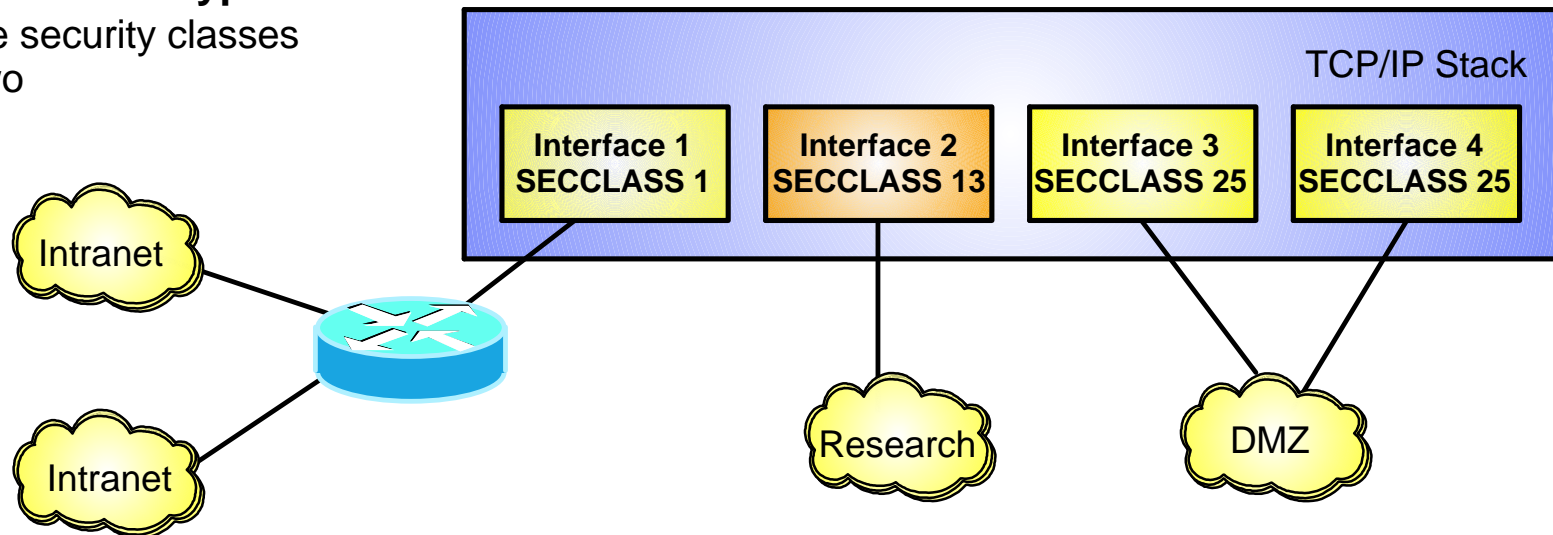 e security classes
TCP/IP Stack
Interface 1
SECCLASS 1
Interface 2
SECCLASS 13
Interface 3
SECCLASS 25
Interface 4
SECCLASS 25
Intranet
Intranet
Research
DMZ